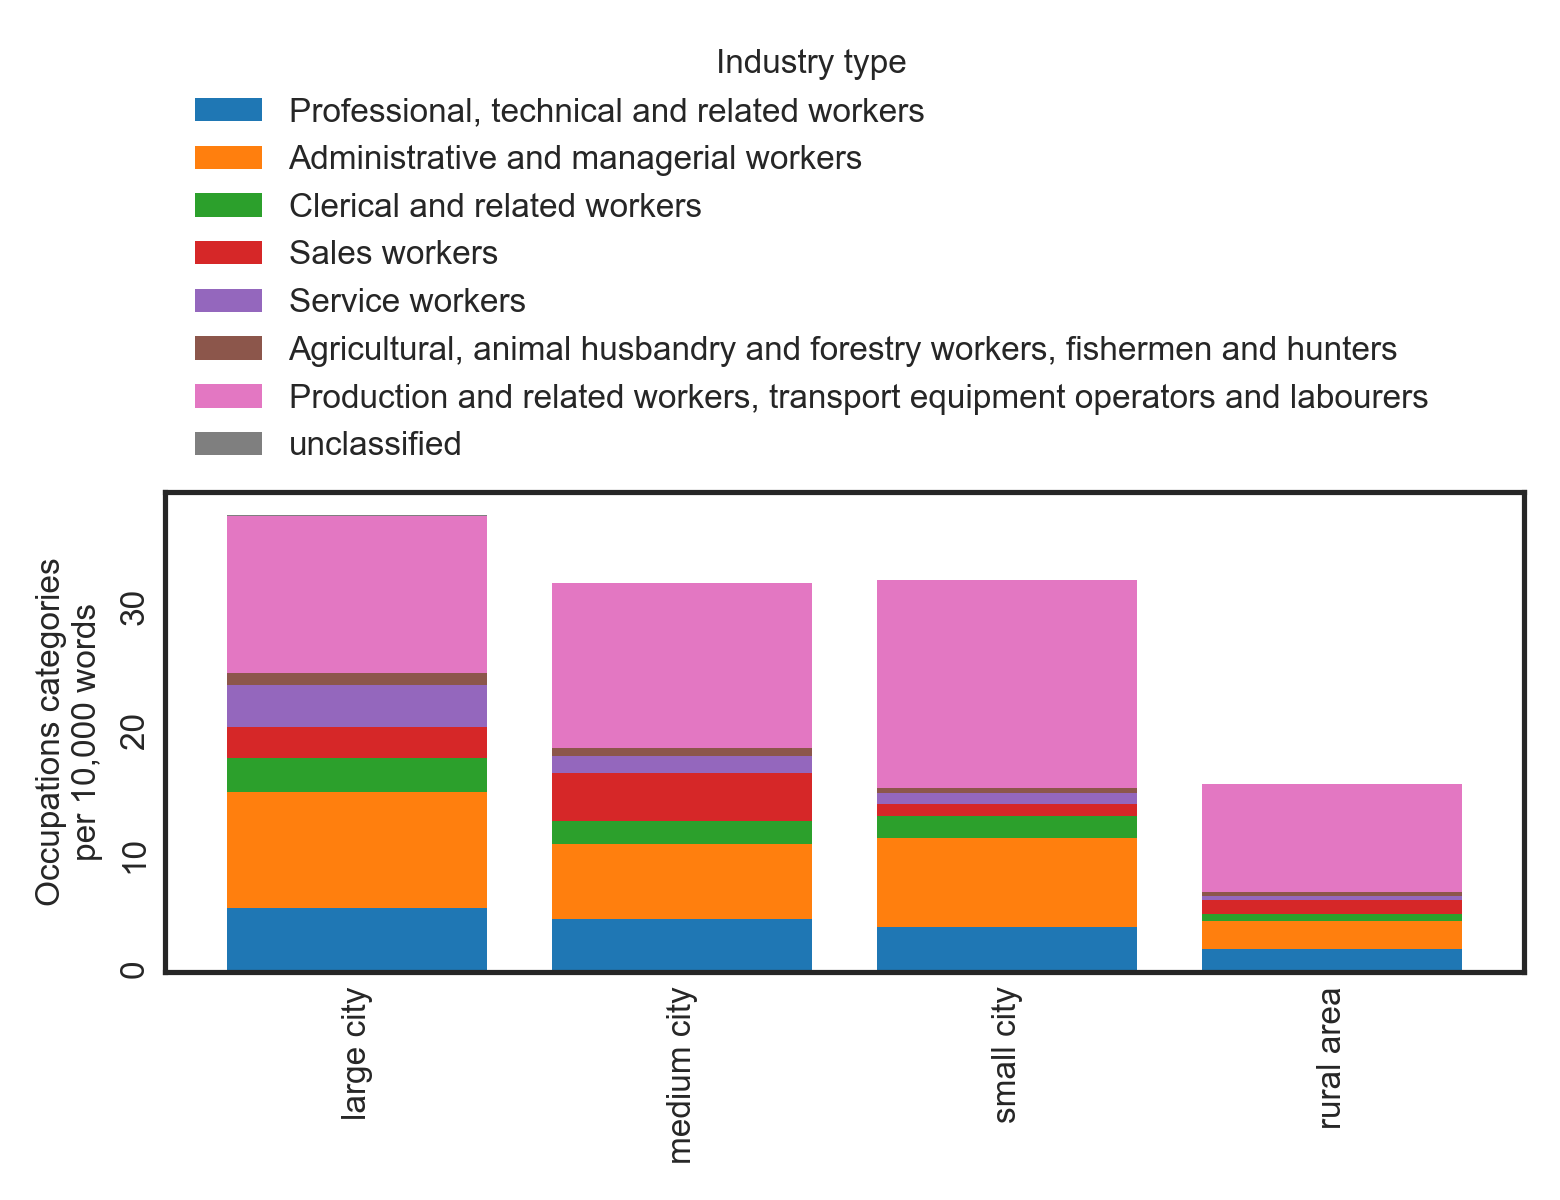 Industry type
Professional, technical and related workers
Administrative and managerial workers
Clerical and related workers
Sales workers
Service workers
Agricultural, animal husbandry and forestry workers, fishermen and hunters
Production and related workers, transport equipment operators and labourers
unclassified
Occupations categories
per 10,000 words
30
20
10
0
large city
medium city
small city
rural area